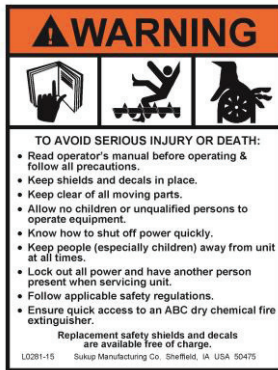 WARNING
TO AVOID SERIOUS INJURY OR DEATH:
• Read operator's manual before operating &
follow all precautions.
• Keep shields and decals in place.
• Keep clear of all moving parts.
• Allow no children or unqualified persons to
operate equipment.
• Know how to shut off power quickly.
• Keep people (especially children) away from unit
at all times.
• Lock out all power and have another person
present when servicing unit.
• Follow applicable safety regulations.
• Ensure quick access to an ABC dry chemical fire
extinguisher.
Replacement safety shields and decals
are available free of charge.
L0281-15 Sukup Manufacturing Co. Sheffield, IA USA 50475